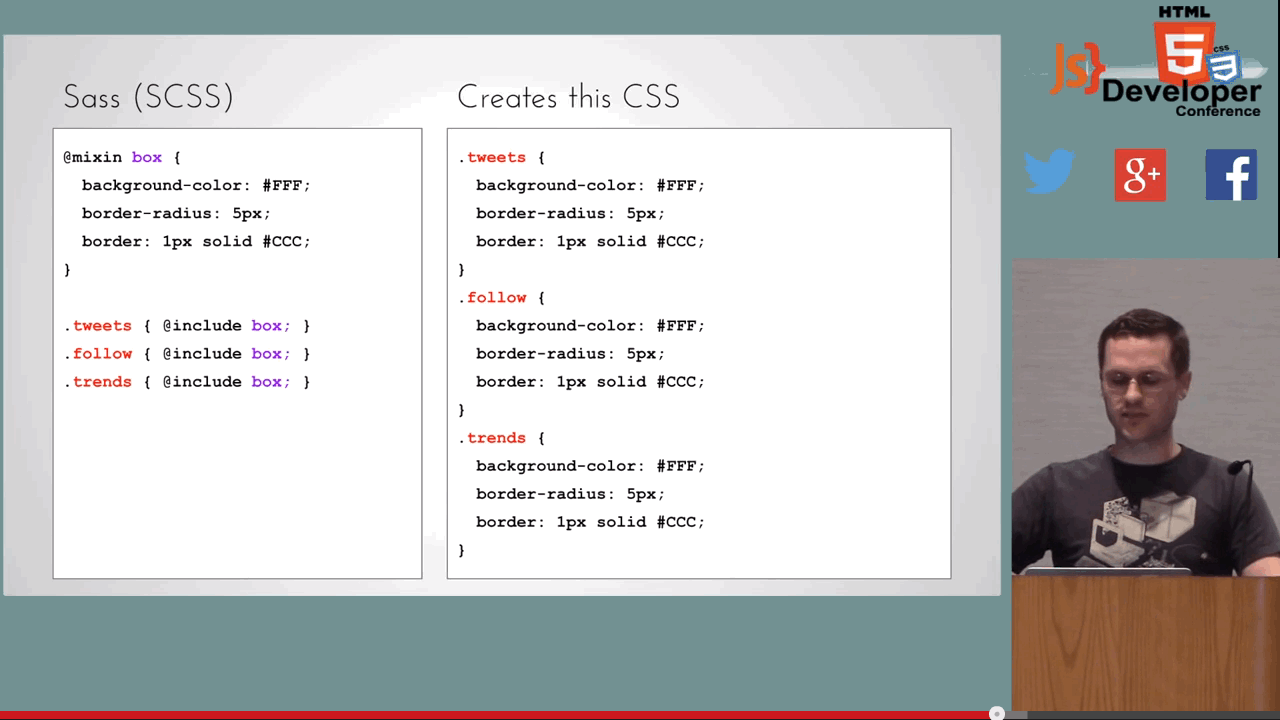 Sass (SCSS)
@mixin box {
background-color: #FFF;
border-radius: 5px;
border: 1px solid #CCC;
}
.tweets { @include box; }
.follow { @include box; }
.trends { @include box; }
Creates this CSS
.tweets {
background-color: #FFF;
border-radius: 5px;
border: 1px solid #CCC;
}
.follow {
background-color: #FFF;
border-radius: 5px;
border: 1px solid #CCC;
}
.trends {
background-color: #FFF;
border-radius: 5px;
border: 1px solid #CCC;
}
HTML
JS} 5 CSS 3
Developer
Conference
g+ f